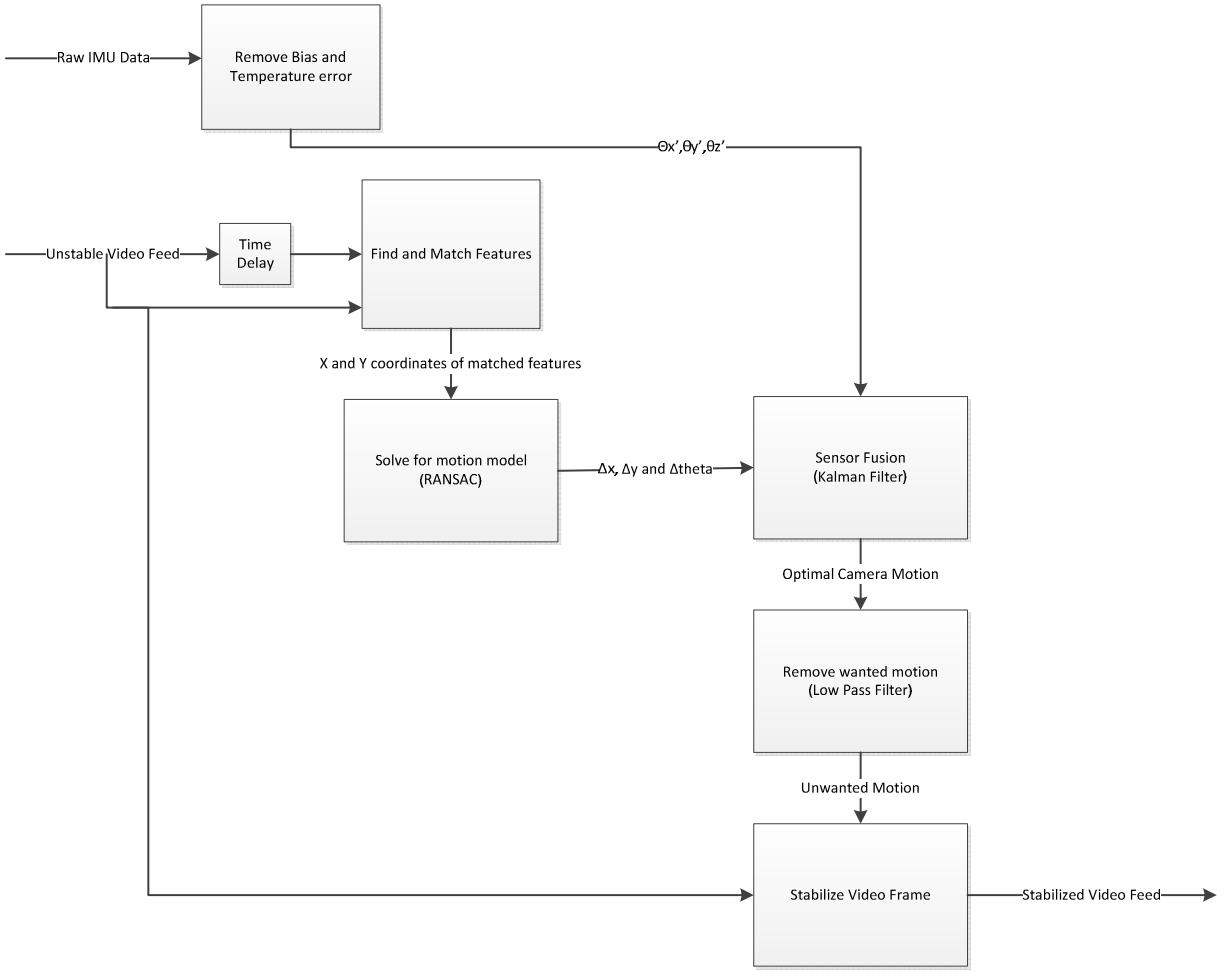 Raw IMU Data
Remove Bias and
Temperature error
Θx’,θy’,θz’
Unstable Video Feed
Time
Delay
Find and Match Features
X and Y coordinates of matched features
Solve for motion model
(RANSAC)
Δx, Δy and Δtheta
Sensor Fusion
(Kalman Filter)
Optimal Camera Motion
Remove wanted motion
(Low Pass Filter)
Unwanted Motion
Stabilize Video Frame
Stabilized Video Feed